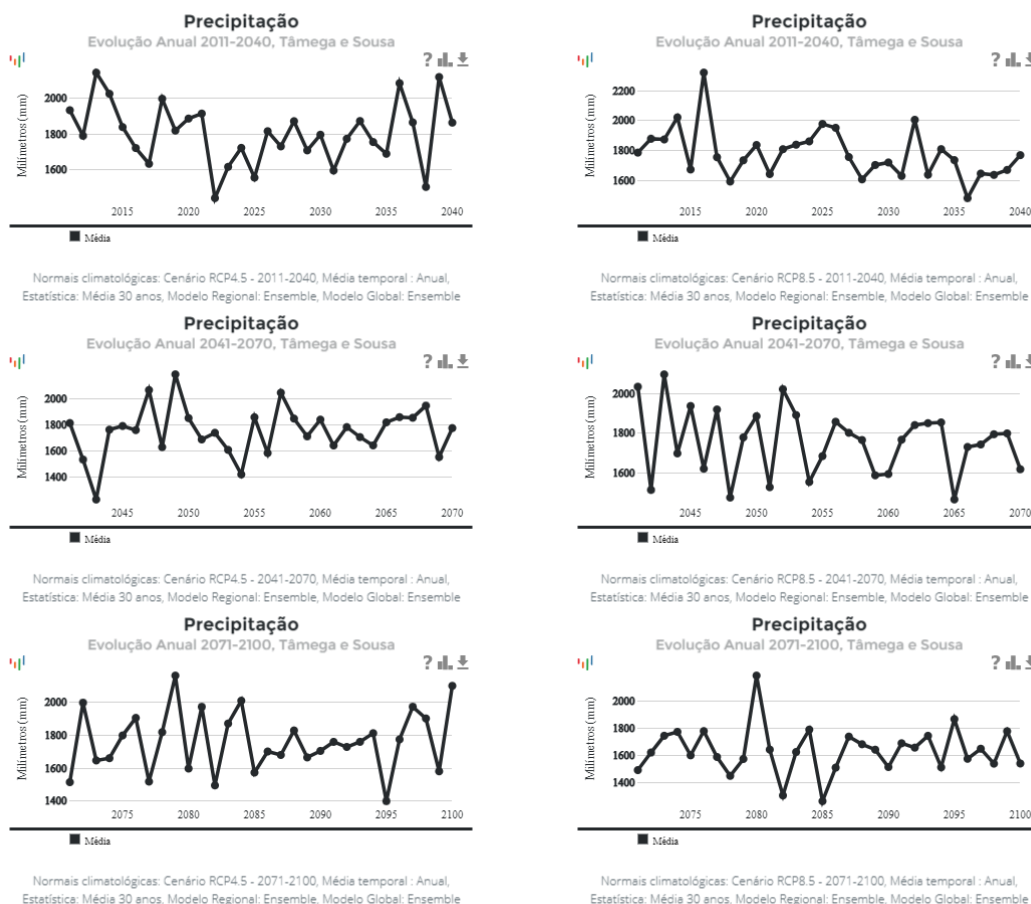 Precipitação
Evolução Anual 2011-2040, Tâmega e Sousa
?
Milímetros (mm)
2000
1800
1600
2015 2020 2025 2030 2035 2040
Média
Normais climatológicas: Cenário RCP4.5 - 2011-2040, Média temporal : Anual,
Estatística: Média 30 anos, Modelo Regional: Ensemble, Modelo Global: Ensemble
Precipitação
Evolução Anual 2011-2040, Tâmega e Sousa
?
Milímetros (mm)
2200
2000
1800
1600
2015 2020 2025 2030 2035 2040
Média
Normais climatológicas: Cenário RCP8.5 - 2011-2040, Média temporal : Anual,
Estatística: Média 30 anos, Modelo Regional: Ensemble, Modelo Global: Ensemble
Precipitação
Evolução Anual 2041-2070, Tâmega e Sousa
?
Milímetros (mm)
2000
1800
1600
1400
2045 2050 2055 2060 2065 2070
Média
Normais climatológicas: Cenário RCP4.5 - 2041-2070, Média temporal : Anual,
Estatística: Média 30 anos, Modelo Regional: Ensemble, Modelo Global: Ensemble
Precipitação
Evolução Anual 2041-2070, Tâmega e Sousa
?
Milímetros (mm)
2000
1800
1600
2045 2050 2055 2060 2065 2070
Média
Normais climatológicas: Cenário RCP8.5 - 2041-2070, Média temporal : Anual,
Estatística: Média 30 anos, Modelo Regional: Ensemble, Modelo Global: Ensemble
Precipitação
Evolução Anual 2071-2100, Tâmega e Sousa
?
Milímetros (mm)
2000
1800
1600
1400
2075 2080 2085 2090 2095 2100
Média
Normais climatológicas: Cenário RCP4.5 - 2071-2100, Média temporal : Anual,
Estatística: Média 30 anos, Modelo Regional: Ensemble, Modelo Global: Ensemble
Precipitação
Evolução Anual 2071-2100, Tâmega e Sousa
?
Milímetros (mm)
2000
1800
1600
1400
2075 2080 2085 2090 2095 2100
Média
Normais climatológicas: Cenário RCP8.5 - 2071-2100, Média temporal : Anual,
Estatística: Média 30 anos, Modelo Regional: Ensemble, Modelo Global: Ensemble